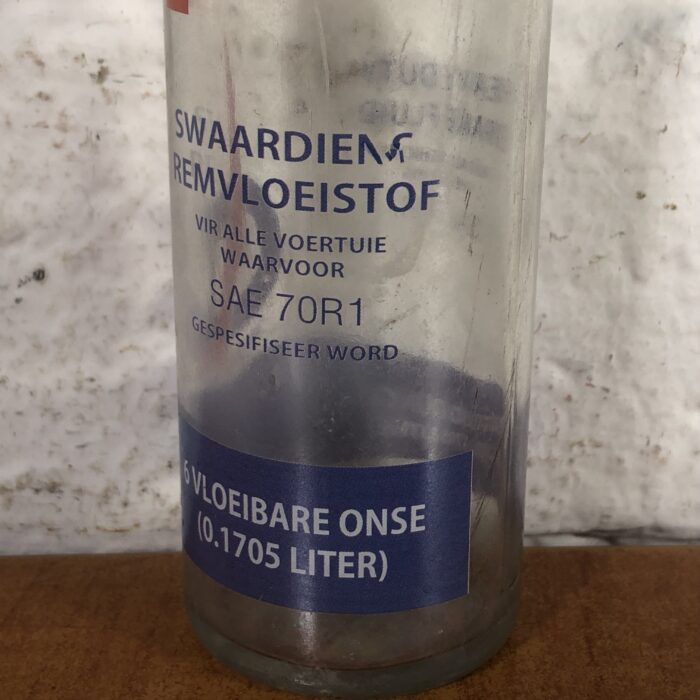 SWAARDIENS
REMVLOEISTOF
VIR ALLE VOERTUIE
WAARVOOR
SAE 70R1
GESPESIFISEER WORD
6 VLOEIBARE ONSE
(0.1705 LITER)